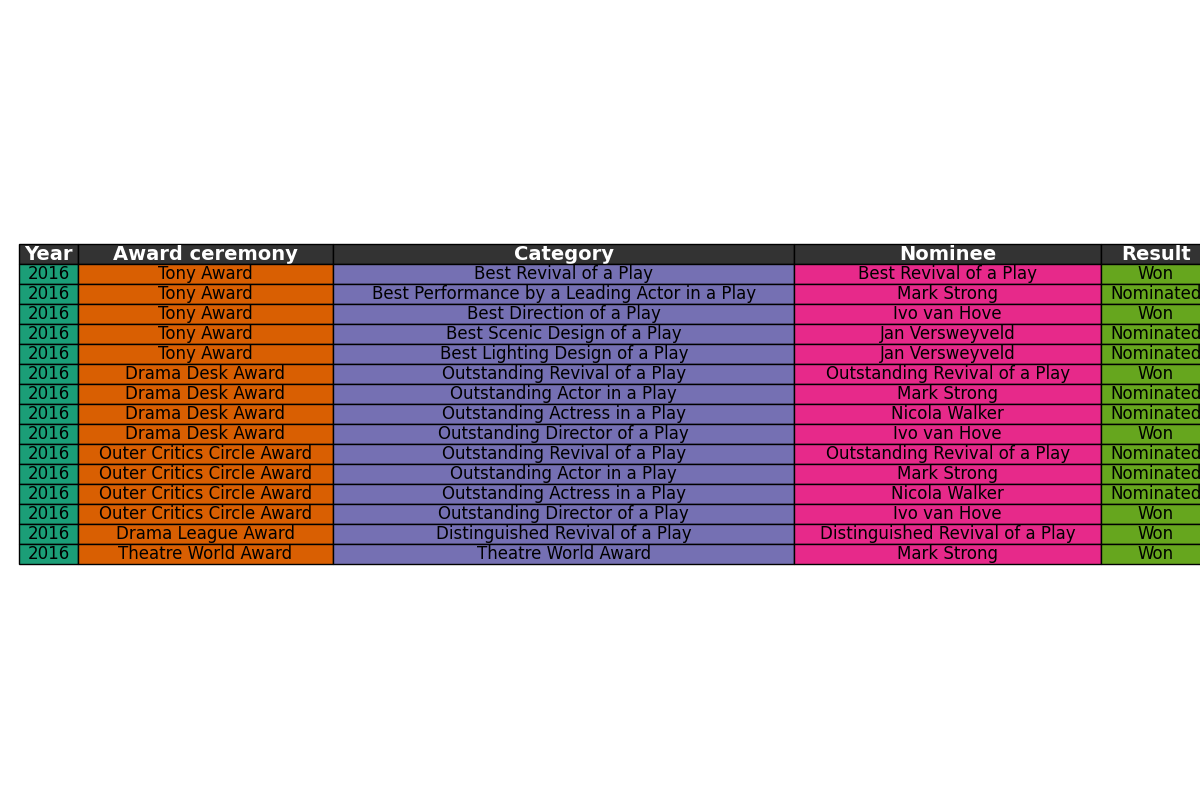 Year Award ceremony Category Nominee Result
2016 Tony Award Best Revival of a Play Best Revival of a Play Won
2016 Tony Award Best Performance by a Leading Actor in a Play Mark Strong Nominated
2016 Tony Award Best Direction of a Play Ivo van Hove Won
2016 Tony Award Best Scenic Design of a Play Jan Versweyveld Nominated
2016 Tony Award Best Lighting Design of a Play Jan Versweyveld Nominated
2016 Drama Desk Award Outstanding Revival of a Play Outstanding Revival of a Play Won
2016 Drama Desk Award Outstanding Actor in a Play Mark Strong Nominated
2016 Drama Desk Award Outstanding Actress in a Play Nicola Walker Nominated
2016 Drama Desk Award Outstanding Director of a Play Ivo van Hove Won
2016 Outer Critics Circle Award Outstanding Revival of a Play Outstanding Revival of a Play Nominated
2016 Outer Critics Circle Award Outstanding Actor in a Play Mark Strong Nominated
2016 Outer Critics Circle Award Outstanding Actress in a Play Nicola Walker Nominated
2016 Outer Critics Circle Award Outstanding Director of a Play Ivo van Hove Won
2016 Drama League Award Distinguished Revival of a Play Distinguished Revival of a Play Won
2016 Theatre World Award Theatre World Award Mark Strong Won